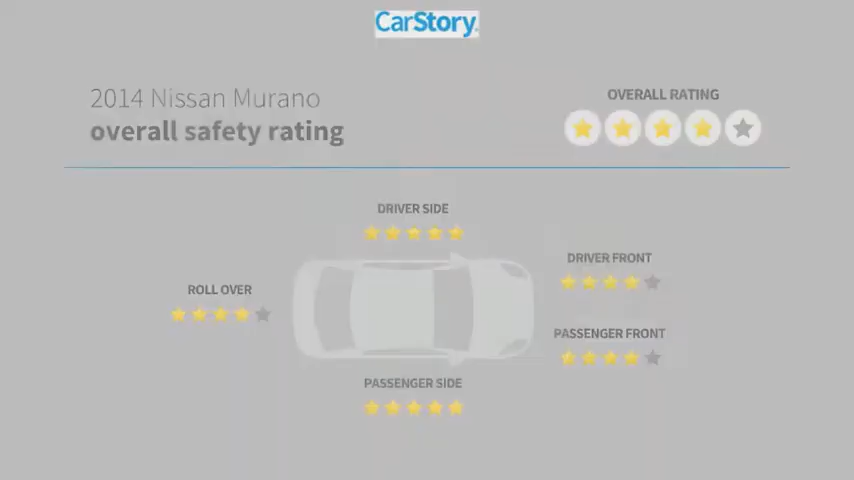 CarStory
2014 Nissan Murano
overall safety rating
OVERALL RATING
DRIVER SIDE
DRIVER FRONT
ROLL OVER
PASSENGER FRONT
PASSENGER SIDE